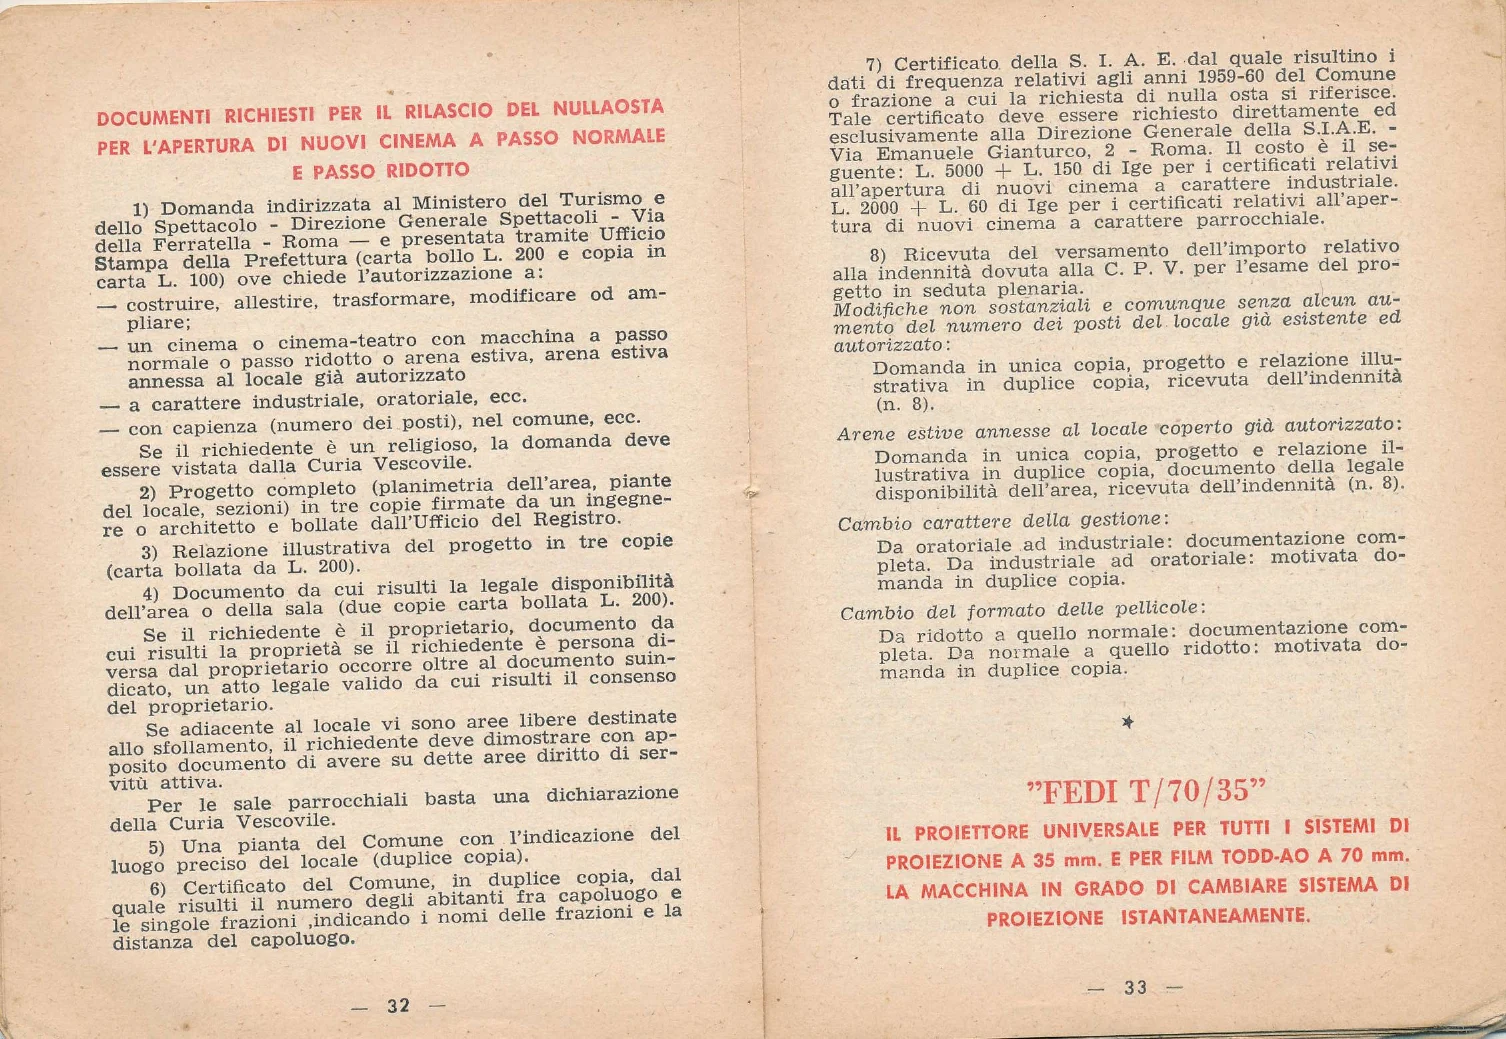 DOCUMENTI RICHIESTI PER IL RILASCIO DEL NULLAOSTA
PER L'APERTURA DI NUOVI CINEMA A PASSO NORMALE
E PASSO RIDOTTO
1) Domanda indirizzata al Ministero del Turismo e
dello Spettacolo - Direzione Generale Spettacoli - Via
della Ferratella - Roma — e presentata tramite Ufficio
Stampa della Prefettura (carta bollo L. 200 e copia in
carta L. 100) ove chiede l'autorizzazione a:
— costruire, allestire, trasformare, modificare od am-
pliare;
— un cinema o cinema-teatro con macchina a passo
normale o passo ridotto o arena estiva, arena estiva
annessa al locale già autorizzato
— a carattere industriale, oratoriale, ecc.
— con capienza (numero dei posti), nel comune, ecc.
Se il richiedente è un religioso, la domanda deve
essere vistata dalla Curia Vescovile.
2) Progetto completo (planimetria dell'area, piante
del locale, sezioni) in tre copie firmate da un ingegne-
re o architetto e bollate dall'Ufficio del Registro.
3) Relazione illustrativa del progetto in tre copie
(carta bollata da L. 200).
4) Documento da cui risulti la legale disponibilità
dell'area o della sala (due copie carta bollata L. 200).
Se il richiedente è il proprietario, documento da
cui risulti la proprietà se il richiedente è persona di-
versa dal proprietario occorre oltre al documento suin-
dicato, un atto legale valido da cui risulti il consenso
del proprietario.
Se adiacente al locale vi sono aree libere destinate
allo sfollamento, il richiedente deve dimostrare con ap-
posito documento di avere su dette aree diritto di ser-
vitù attiva.
Per le sale parrocchiali basta una dichiarazione
della Curia Vescovile.
5) Una pianta del Comune con l'indicazione del
luogo preciso del locale (duplice copia).
6) Certificato del Comune, in duplice copia, dal
quale risulti il numero degli abitanti fra capoluogo e
le singole frazioni ,indicando i nomi delle frazioni e la
distanza del capoluogo.
— 32 —
7) Certificato della S. I. A. E. dal quale risultino i
dati di frequenza relativi agli anni 1959-60 del Comune
o frazione a cui la richiesta di nulla osta si riferisce.
Tale certificato deve essere richiesto direttamente ed
esclusivamente alla Direzione Generale della S.I.A.E. -
Via Emanuele Gianturco, 2 - Roma. Il costo è il se-
guente: L. 5000 + L. 150 di Ige per i certificati relativi
all'apertura di nuovi cinema a carattere industriale.
L. 2000 + L. 60 di Ige per i certificati relativi all'aper-
tura di nuovi cinema a carattere parrocchiale.
8) Ricevuta del versamento dell'importo relativo
alla indennità dovuta alla C. P. V. per l'esame del pro-
getto in seduta plenaria.
Modifiche non sostanziali e comunque senza alcun au-
mento del numero dei posti del locale già esistente ed
autorizzato:
Domanda in unica copia, progetto e relazione illu-
strativa in duplice copia, ricevuta dell'indennità
(n. 8).
Arene estive annesse al locale coperto già autorizzato:
Domanda in unica copia, progetto e relazione il-
lustrativa in duplice copia, documento della legale
disponibilità dell'area, ricevuta dell'indennità (n. 8).
Cambio carattere della gestione:
Da oratoriale ad industriale: documentazione com-
pleta. Da industriale ad oratoriale: motivata do-
manda in duplice copia.
Cambio del formato delle pellicole:
Da ridotto a quello normale: documentazione com-
pleta. Da normale a quello ridotto: motivata do-
manda in duplice copia.
★
"FEDI T/70/35"
IL PROIETTORE UNIVERSALE PER TUTTI I SISTEMI DI
PROIEZIONE A 35 mm. E PER FILM TODD-AO A 70 mm.
LA MACCHINA IN GRADO DI CAMBIARE SISTEMA DI
PROIEZIONE ISTANTANEAMENTE.
— 33 —